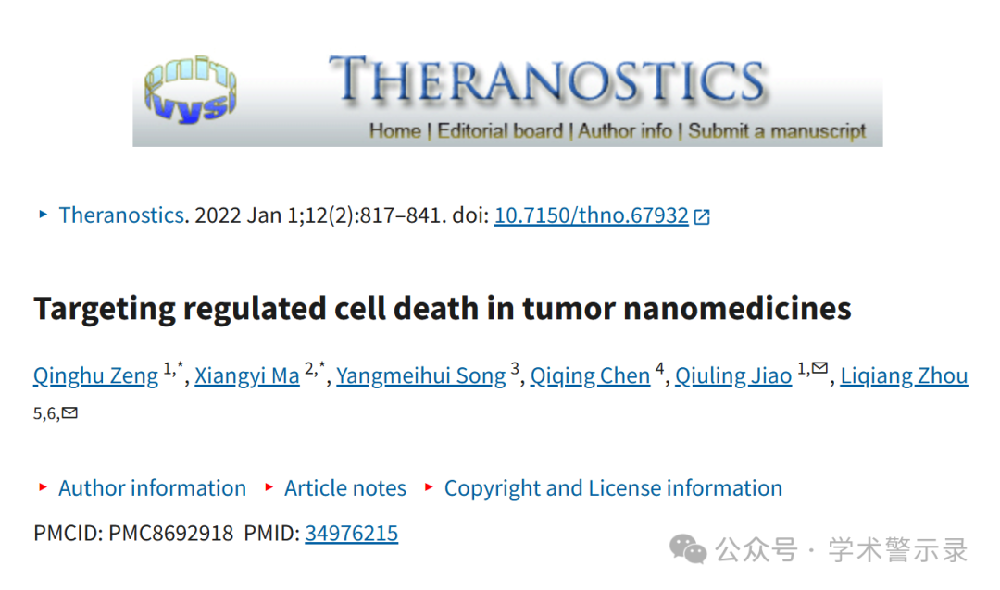 THERANOSTICS
Home | Editorial board | Author info | Submit a manuscript
Theranostics. 2022 Jan 1;12(2):817–841. doi: 10.7150/thno.67932
Targeting regulated cell death in tumor nanomedicines
Qinghu Zeng 1,*, Xiangyi Ma 2,*, Yangmeihui Song 3, Qiqing Chen 4, Qiuling Jiao 1,✉, Liqiang Zhou
5,6,✉
Author information Article notes Copyright and License information
PMCID: PMC8692918 PMID: 34976215
公众号 · 学术警示录